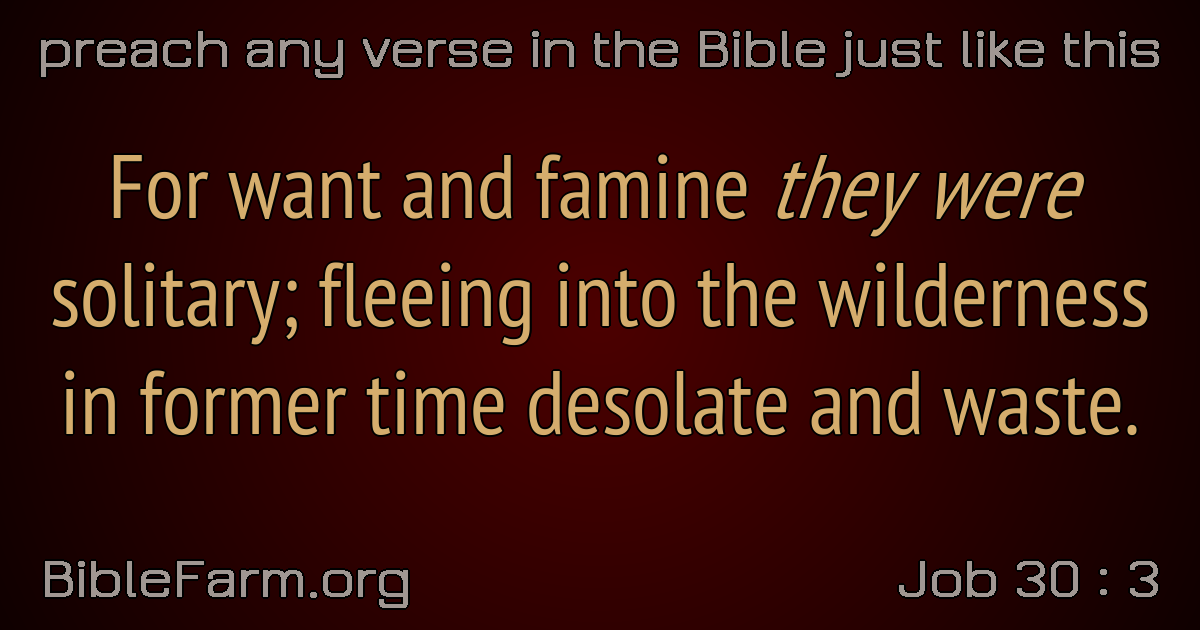 preach any verse in the Bible just like this
For want and famine they were
solitary; fleeing into the wilderness
in former time desolate and waste.
BibleFarm.org
Job 30 : 3